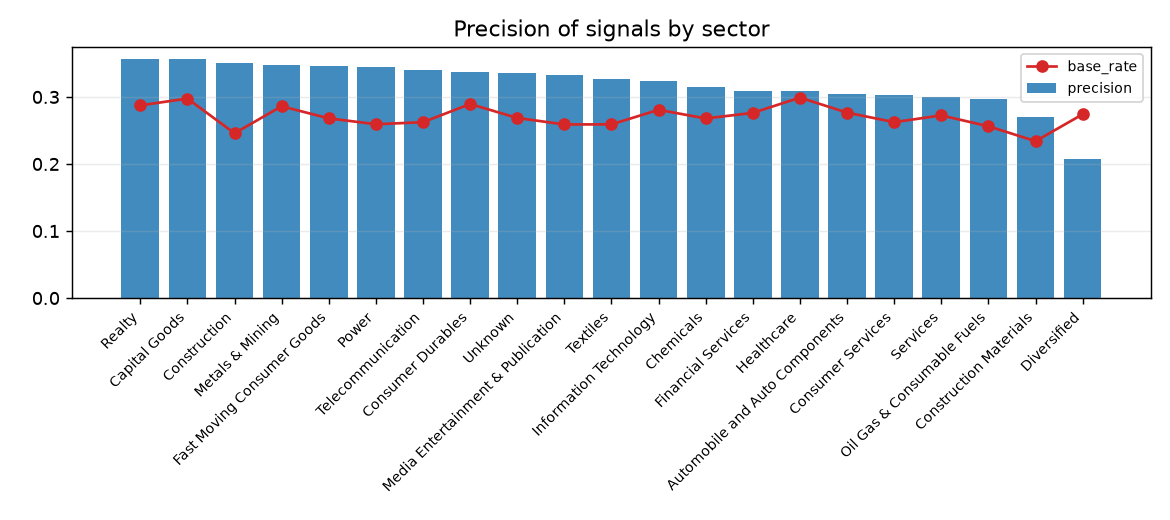 Precision of signals by sector
base_rate
precision
0.3
0.2
0.1
0.0
Realty
Capital Goods
Construction
Metals & Mining
Fast Moving Consumer Goods
Power
Telecommunication
Consumer Durables
Unknown
Media Entertainment & Publication
Textiles
Information Technology
Chemicals
Financial Services
Healthcare
Automobile and Auto Components
Consumer Services
Services
Oil Gas & Consumable Fuels
Construction Materials
Diversified